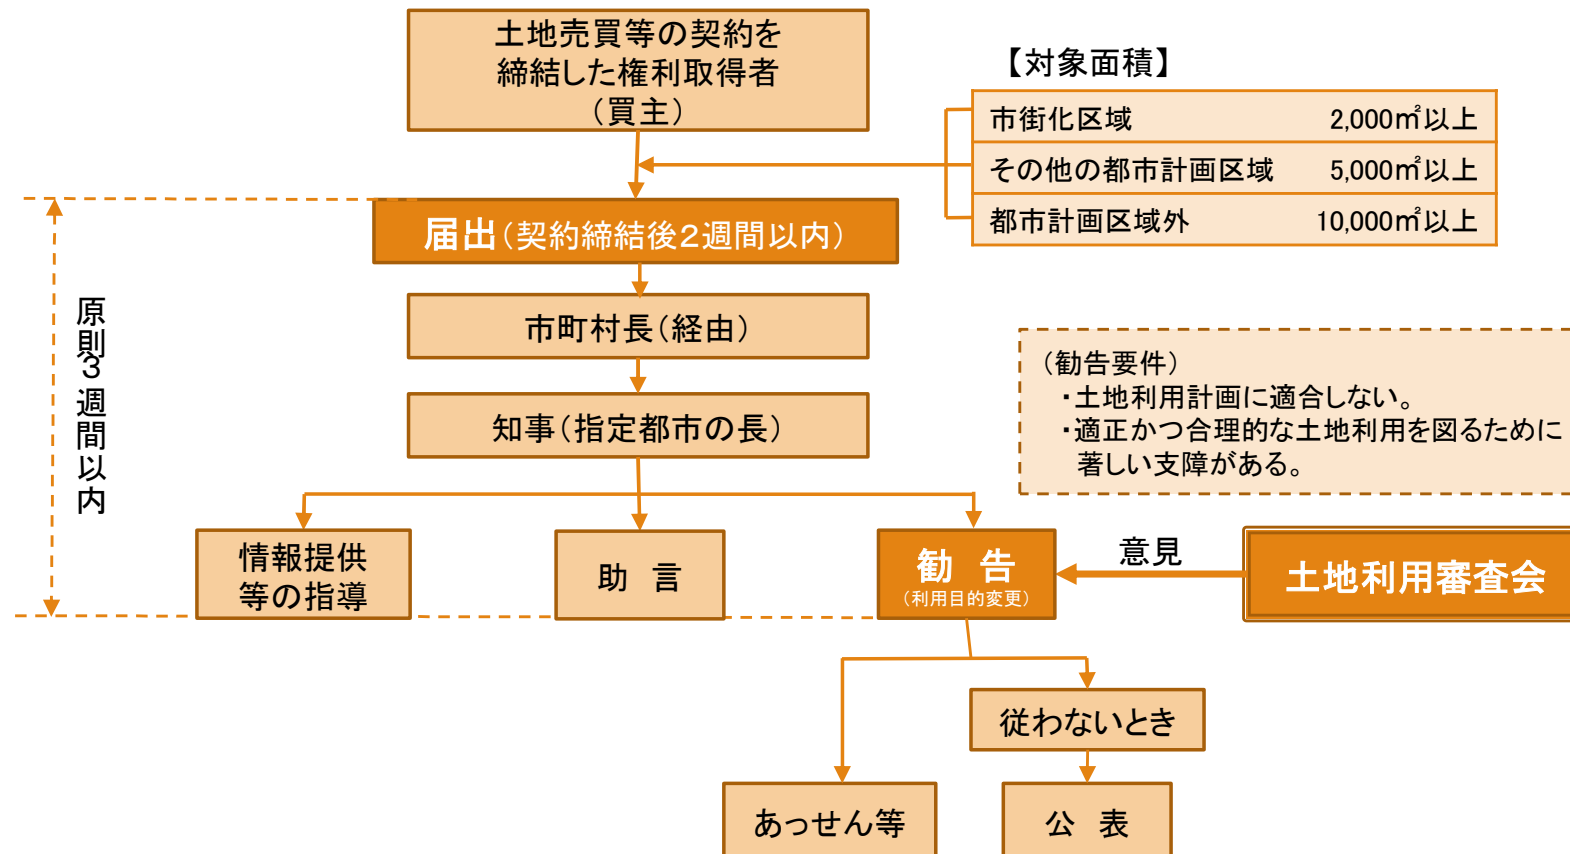 土地売買等の契約を
締結した権利取得者
（買主）
【対象面積】
市街化区域 2,000㎡以上
その他の都市計画区域 5,000㎡以上
都市計画区域外 10,000㎡以上
届出（契約締結後２週間以内）
原則３週間以内
市町村長（経由）
知事（指定都市の長）
（勧告要件）
・土地利用計画に適合しない。
・適正かつ合理的な土地利用を図るために
著しい支障がある。
情報提供
等の指導
助　言
勧　告
（利用目的変更）
意見
土地利用審査会
従わないとき
あっせん等
公　表